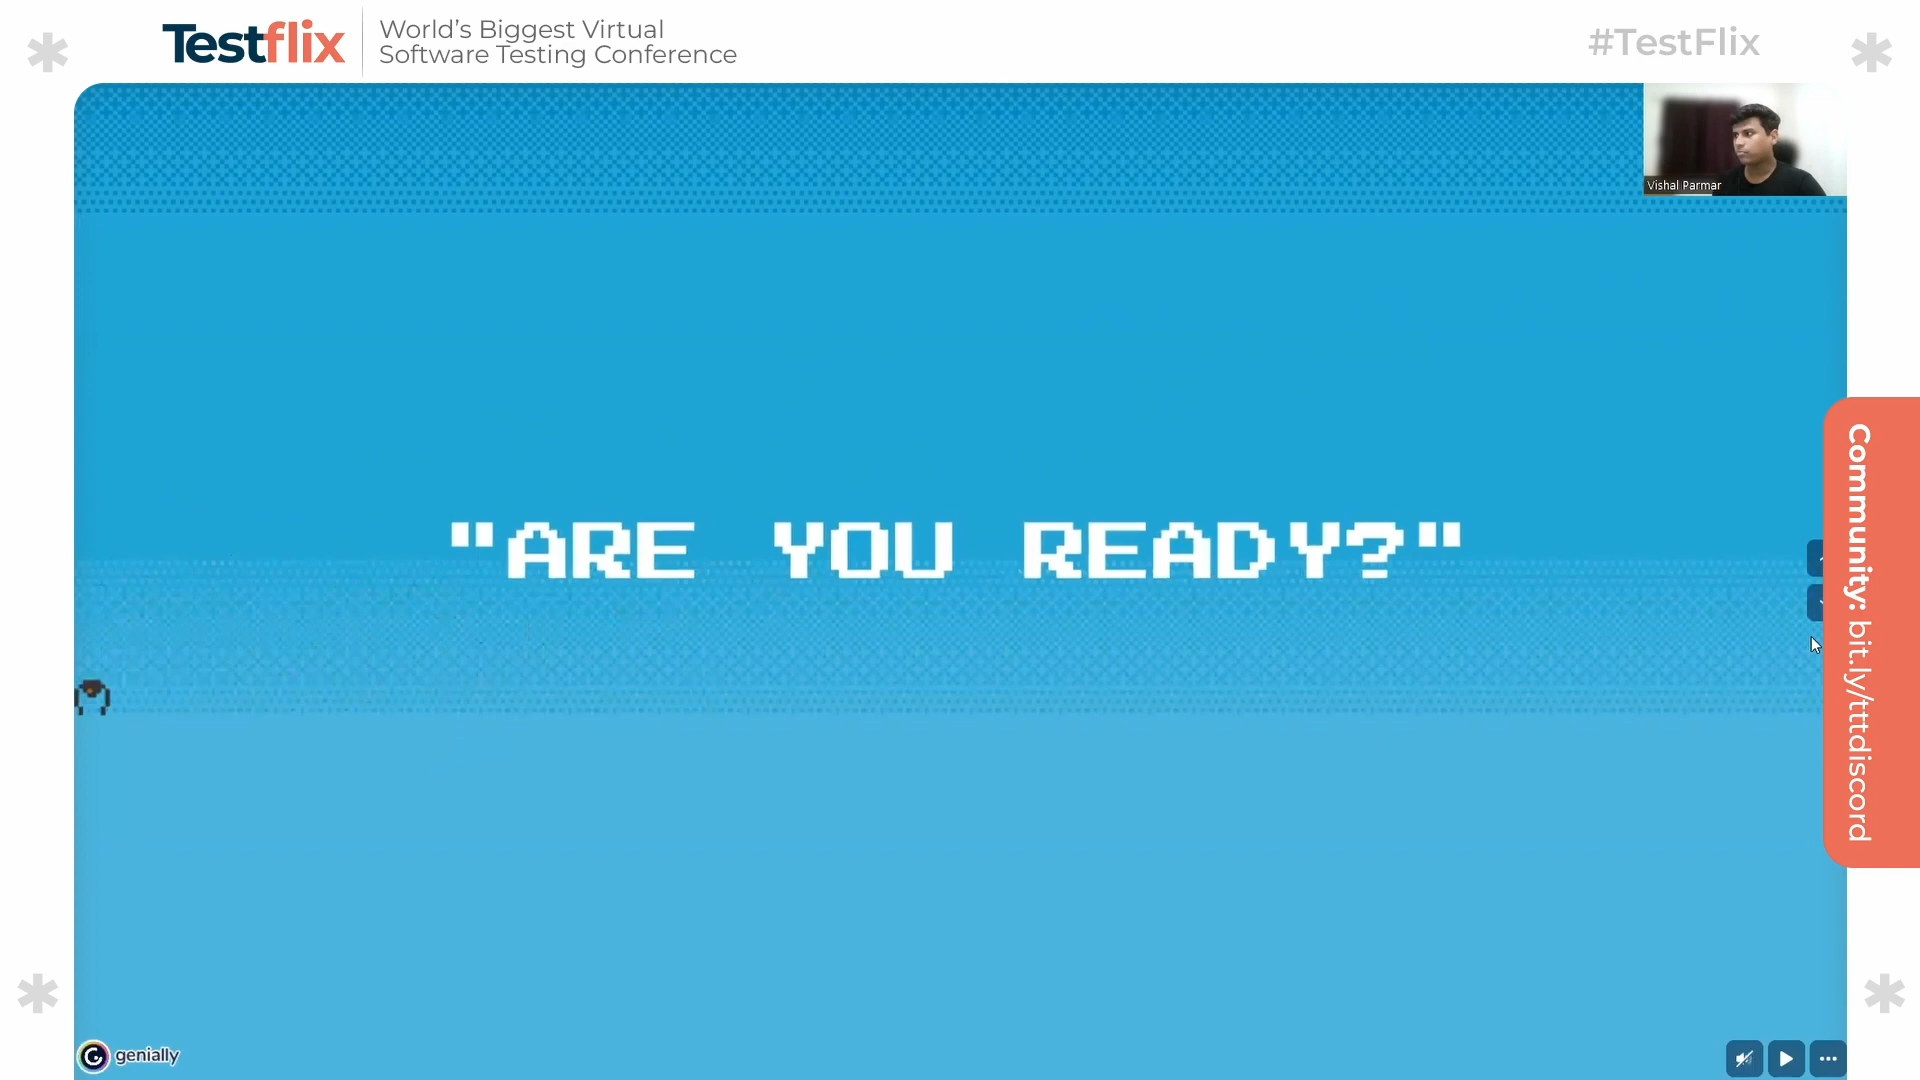 Testflix
World’s Biggest Virtual
Software Testing Conference
#TestFlix
Vishal Parmar
"ARE YOU READY?"
Community: bit.ly/tttdiscord
genially